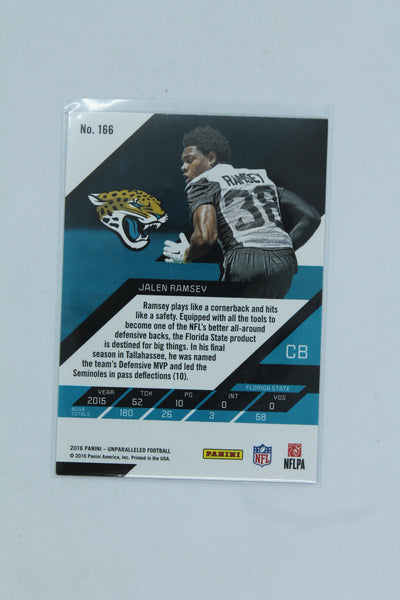 No. 166
RAMSEY
38
JALEN RAMSEY
Ramsey plays like a cornerback and hits
like a safety. Equipped with all the tools to
become one of the NFL's better all-around
defensive backs, the Florida State product
is destined for big things. In his final
season in Tallahassee, he was named
the team's Defensive MVP and led the
Seminoles in pass deflections (10).
CB
FLORIDA STATE
YEAR TCK PD INT YDS
2015 52 10 0 0
NCAA TOTALS 180 26 3 58
2016 PANINI – UNPARALLELED FOOTBALL
© 2016 Panini America, Inc. Printed in the USA.
PANINI
NFL
NFLPA